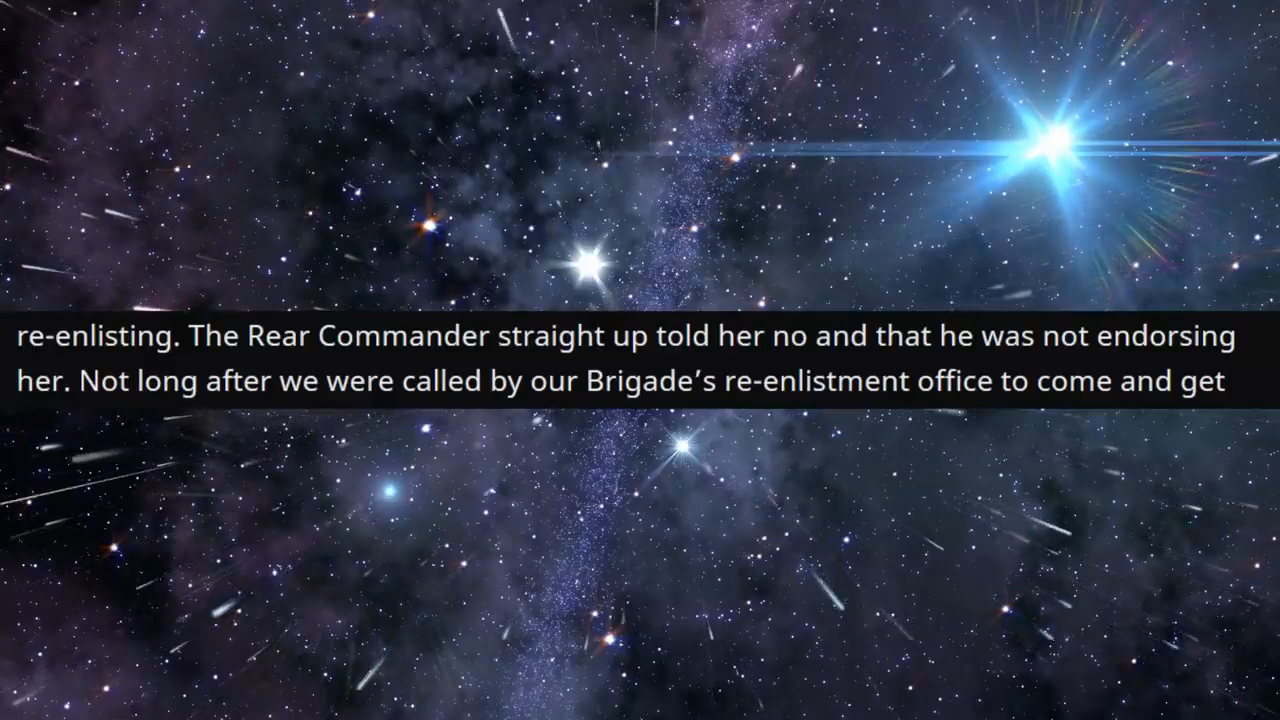 re-enlisting. The Rear Commander straight up told her no and that he was not endorsing
her. Not long after we were called by our Brigade’s re-enlistment office to come and get